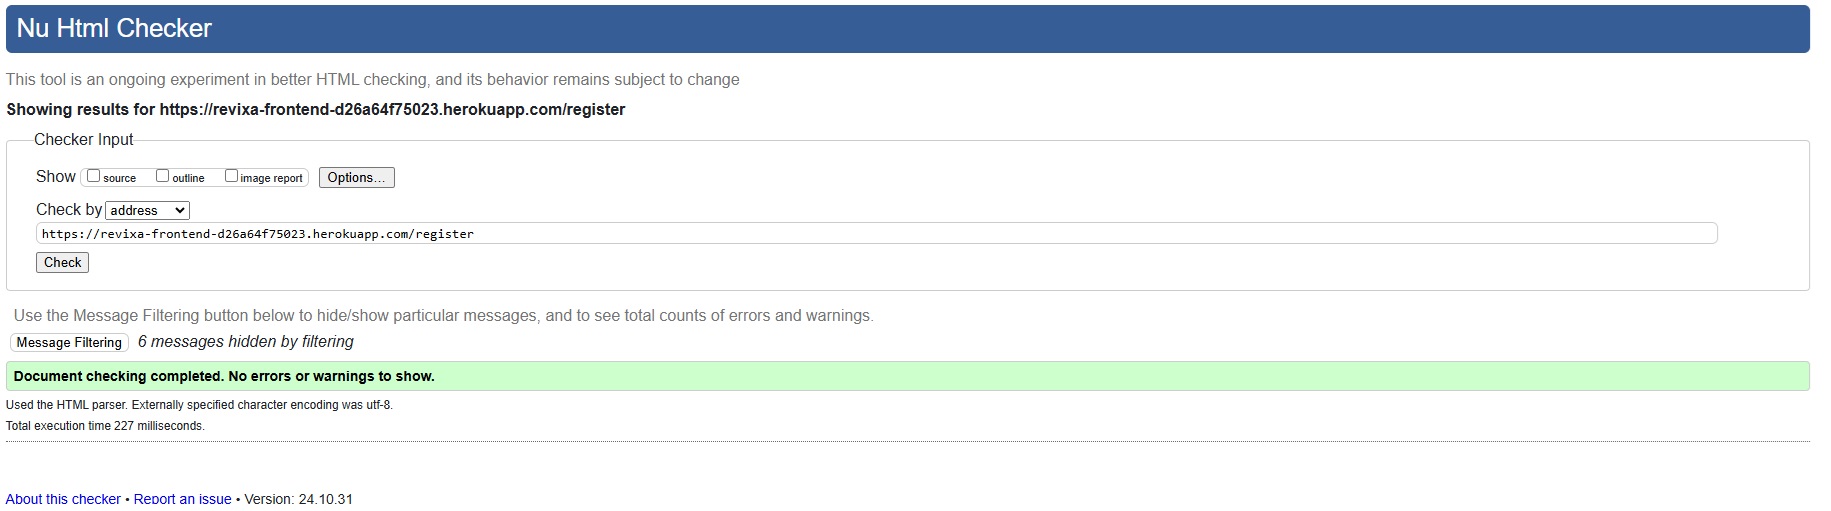 Nu Html Checker
This tool is an ongoing experiment in better HTML checking, and its behavior remains subject to change
Showing results for https://revixa-frontend-d26a64f75023.herokuapp.com/register
Checker Input
Show source outline image report Options...
Check by address
https://revixa-frontend-d26a64f75023.herokuapp.com/register
Check
Use the Message Filtering button below to hide/show particular messages, and to see total counts of errors and warnings.
Message Filtering 6 messages hidden by filtering
Document checking completed. No errors or warnings to show.
Used the HTML parser. Externally specified character encoding was utf-8.
Total execution time 227 milliseconds.
About this checker • Report an issue • Version: 24.10.31